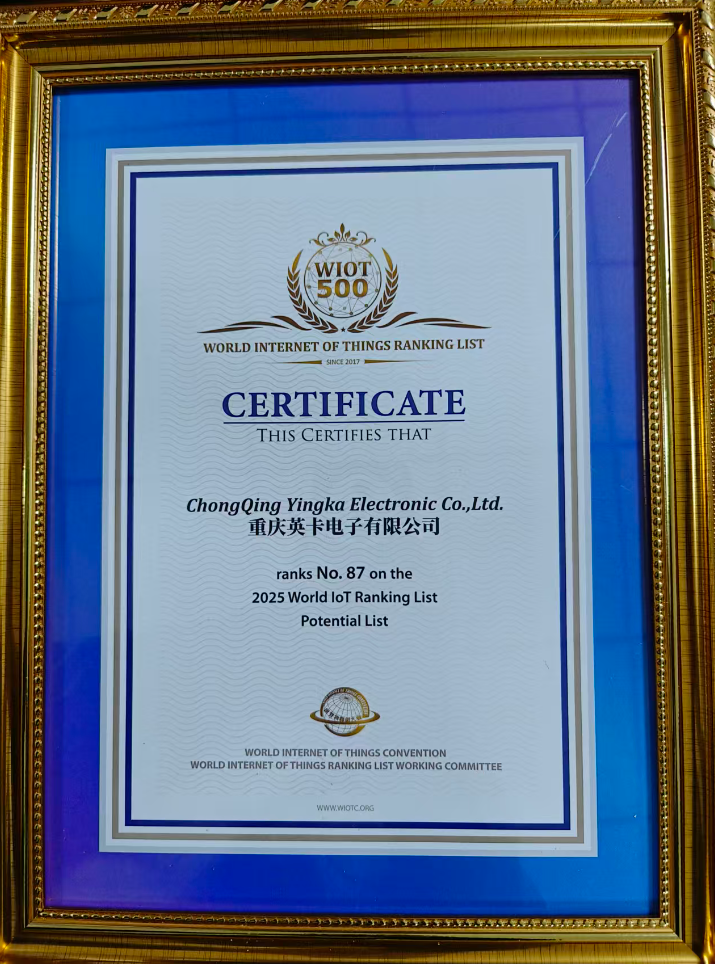 WIOT
500
WORLD INTERNET OF THINGS RANKING LIST
SINCE 2017
CERTIFICATE
THIS CERTIFIES THAT
ChongQing Yingka Electronic Co.,Ltd.
重庆英卡电子有限公司
ranks No. 87 on the
2025 World IoT Ranking List
Potential List
WORLD INTERNET OF THINGS CONVENTION
WORLD INTERNET OF THINGS RANKING LIST WORKING COMMITTEE
WWW.WIOTC.ORG